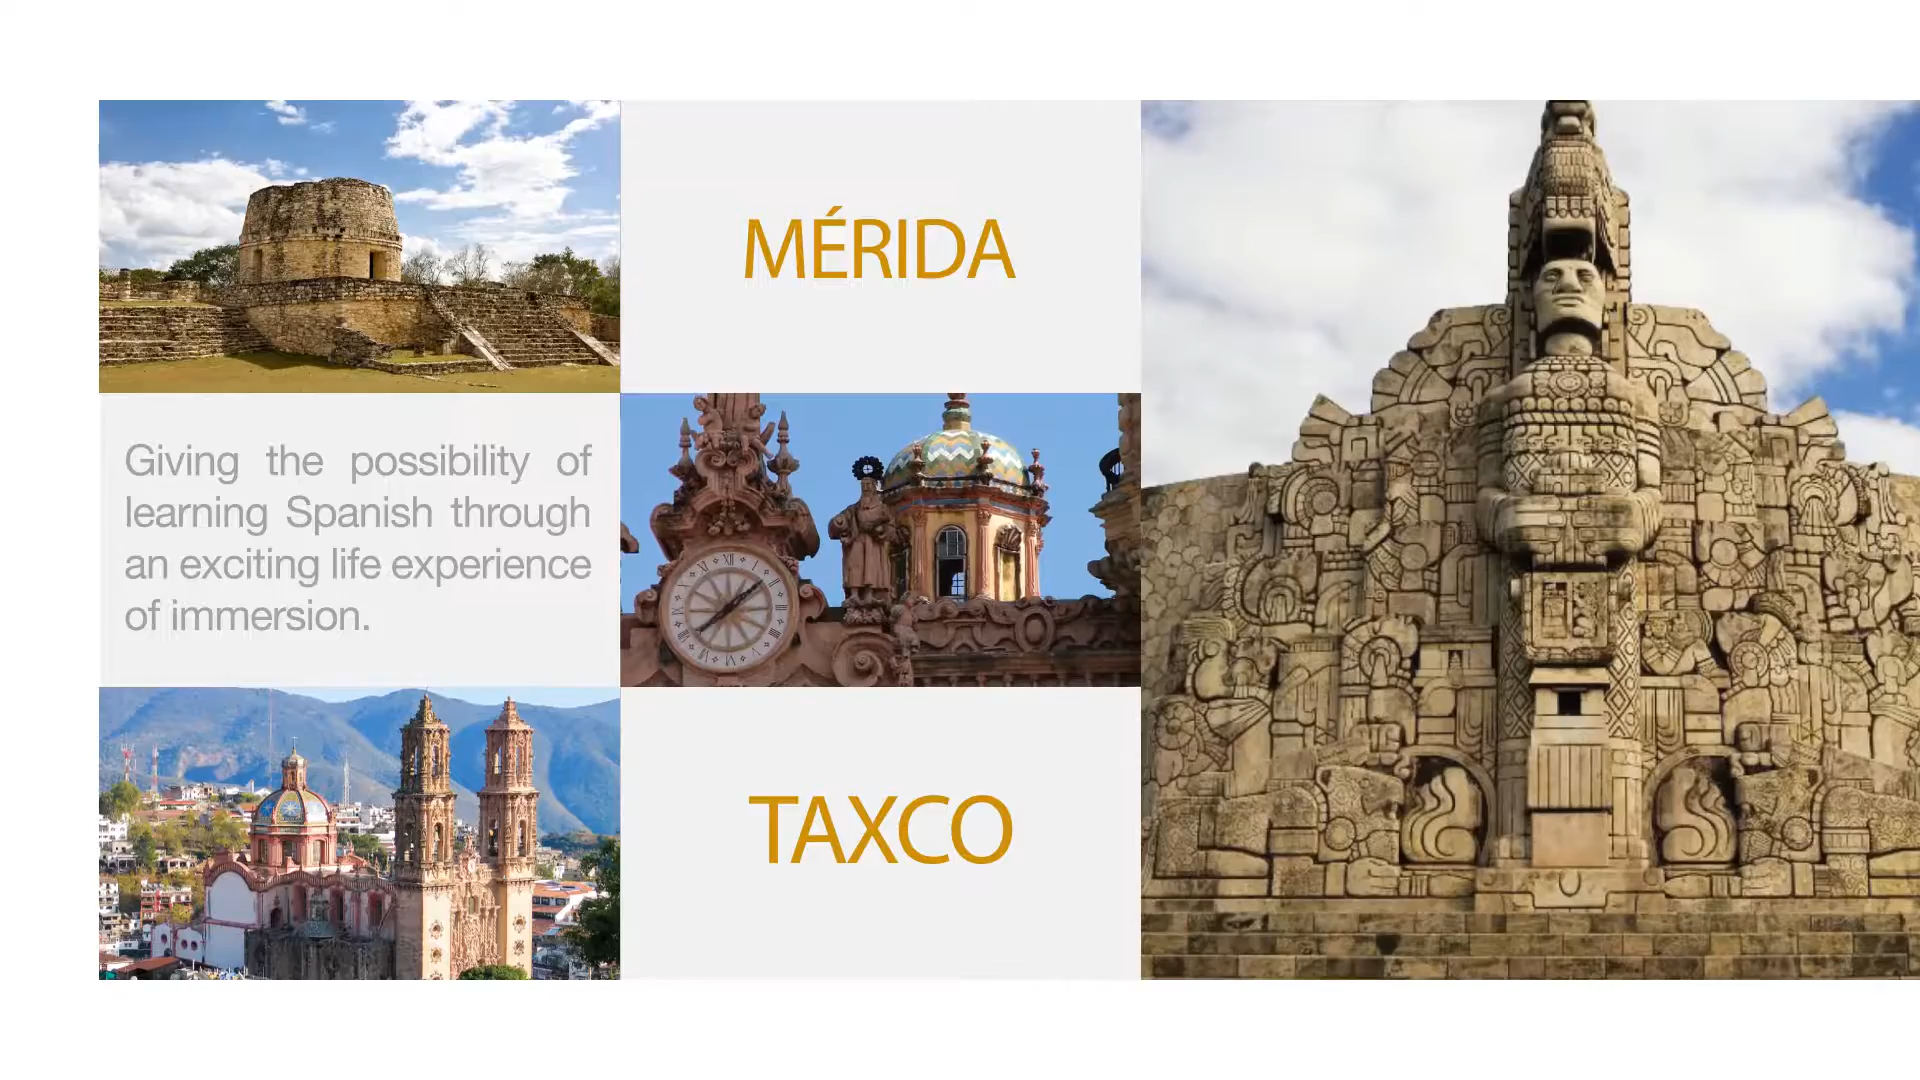 MÉRIDA
Giving the possibility of
learning Spanish through
an exciting life experience
of immersion.
TAXCO